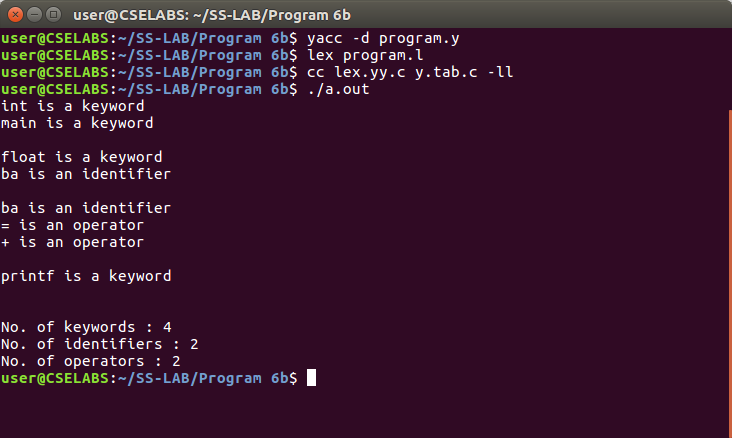 user@CSELABS: ~/SS-LAB/Program 6b
user@CSELABS:~/SS-LAB/Program 6b$ yacc -d program.y
user@CSELABS:~/SS-LAB/Program 6b$ lex program.l
user@CSELABS:~/SS-LAB/Program 6b$ cc lex.yy.c y.tab.c -ll
user@CSELABS:~/SS-LAB/Program 6b$ ./a.out
int is a keyword
main is a keyword
float is a keyword
ba is an identifier
ba is an identifier
= is an operator
+ is an operator
printf is a keyword
No. of keywords : 4
No. of identifiers : 2
No. of operators : 2
user@CSELABS:~/SS-LAB/Program 6b$